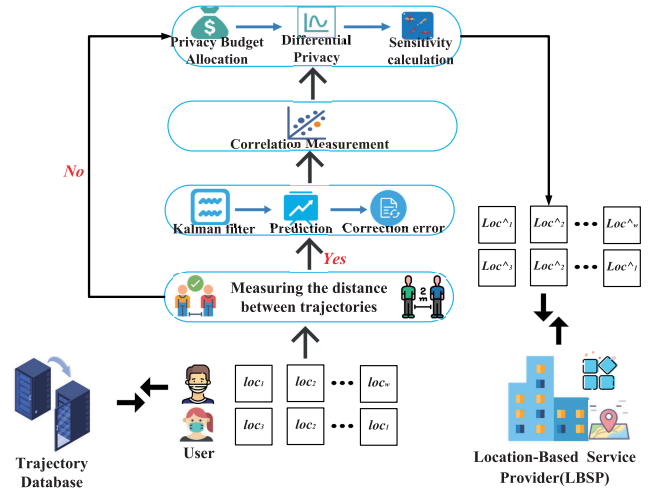 $
Privacy Budget
Allocation
Differential
Privacy
Sensitivity
calculation
Correlation Measurement
No
Kalman filter
Prediction
Correction error
Yes
Measuring the distance
between trajectories
2
m
Loc^1 Loc^2 ••• Loc^w
Loc^3 Loc^2 ••• Loc^1
loc1 loc2 ••• locw
loc3 loc2 ••• loc1
User
Trajectory
Database
Location-Based Service
Provider(LBSP)